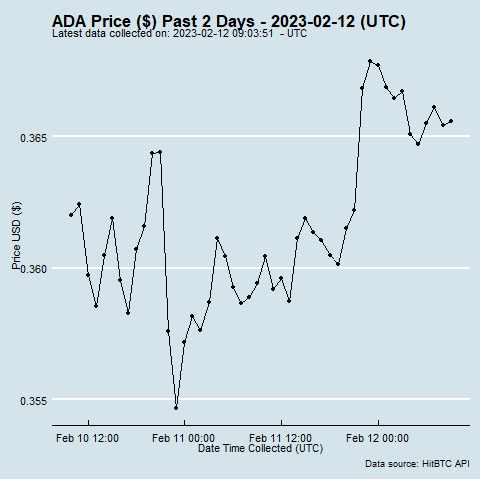 ADA Price ($) Past 2 Days - 2023-02-12 (UTC)
Latest data collected on: 2023-02-12 09:03:51 - UTC
0.365
0.360
0.355
Price USD ($)
Feb 10 12:00 Feb 11 00:00 Feb 11 12:00 Feb 12 00:00
Date Time Collected (UTC)
Data source: HitBTC API